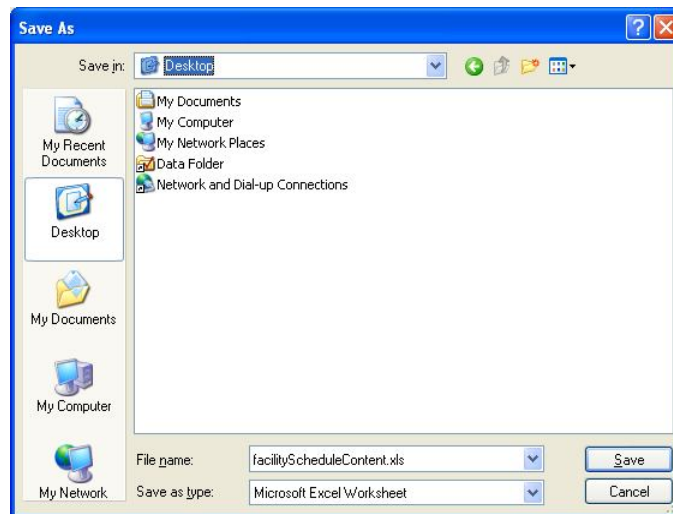 Save As
Save in: Desktop
My Documents
My Computer
My Network Places
Data Folder
Network and Dial-up Connections
My Recent
Documents
Desktop
My Documents
My Computer
My Network
File name: facilityScheduleContent.xls Save
Save as type: Microsoft Excel Worksheet Cancel